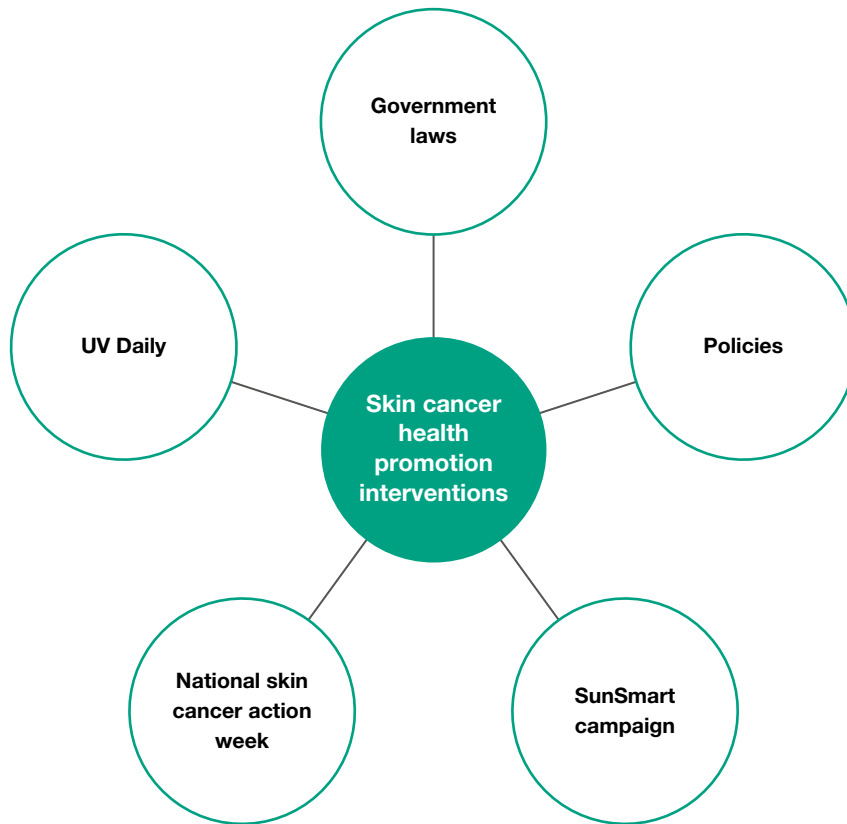 Government
laws
UV Daily
Policies
Skin cancer
health
promotion
interventions
National skin
cancer action
week
SunSmart
campaign